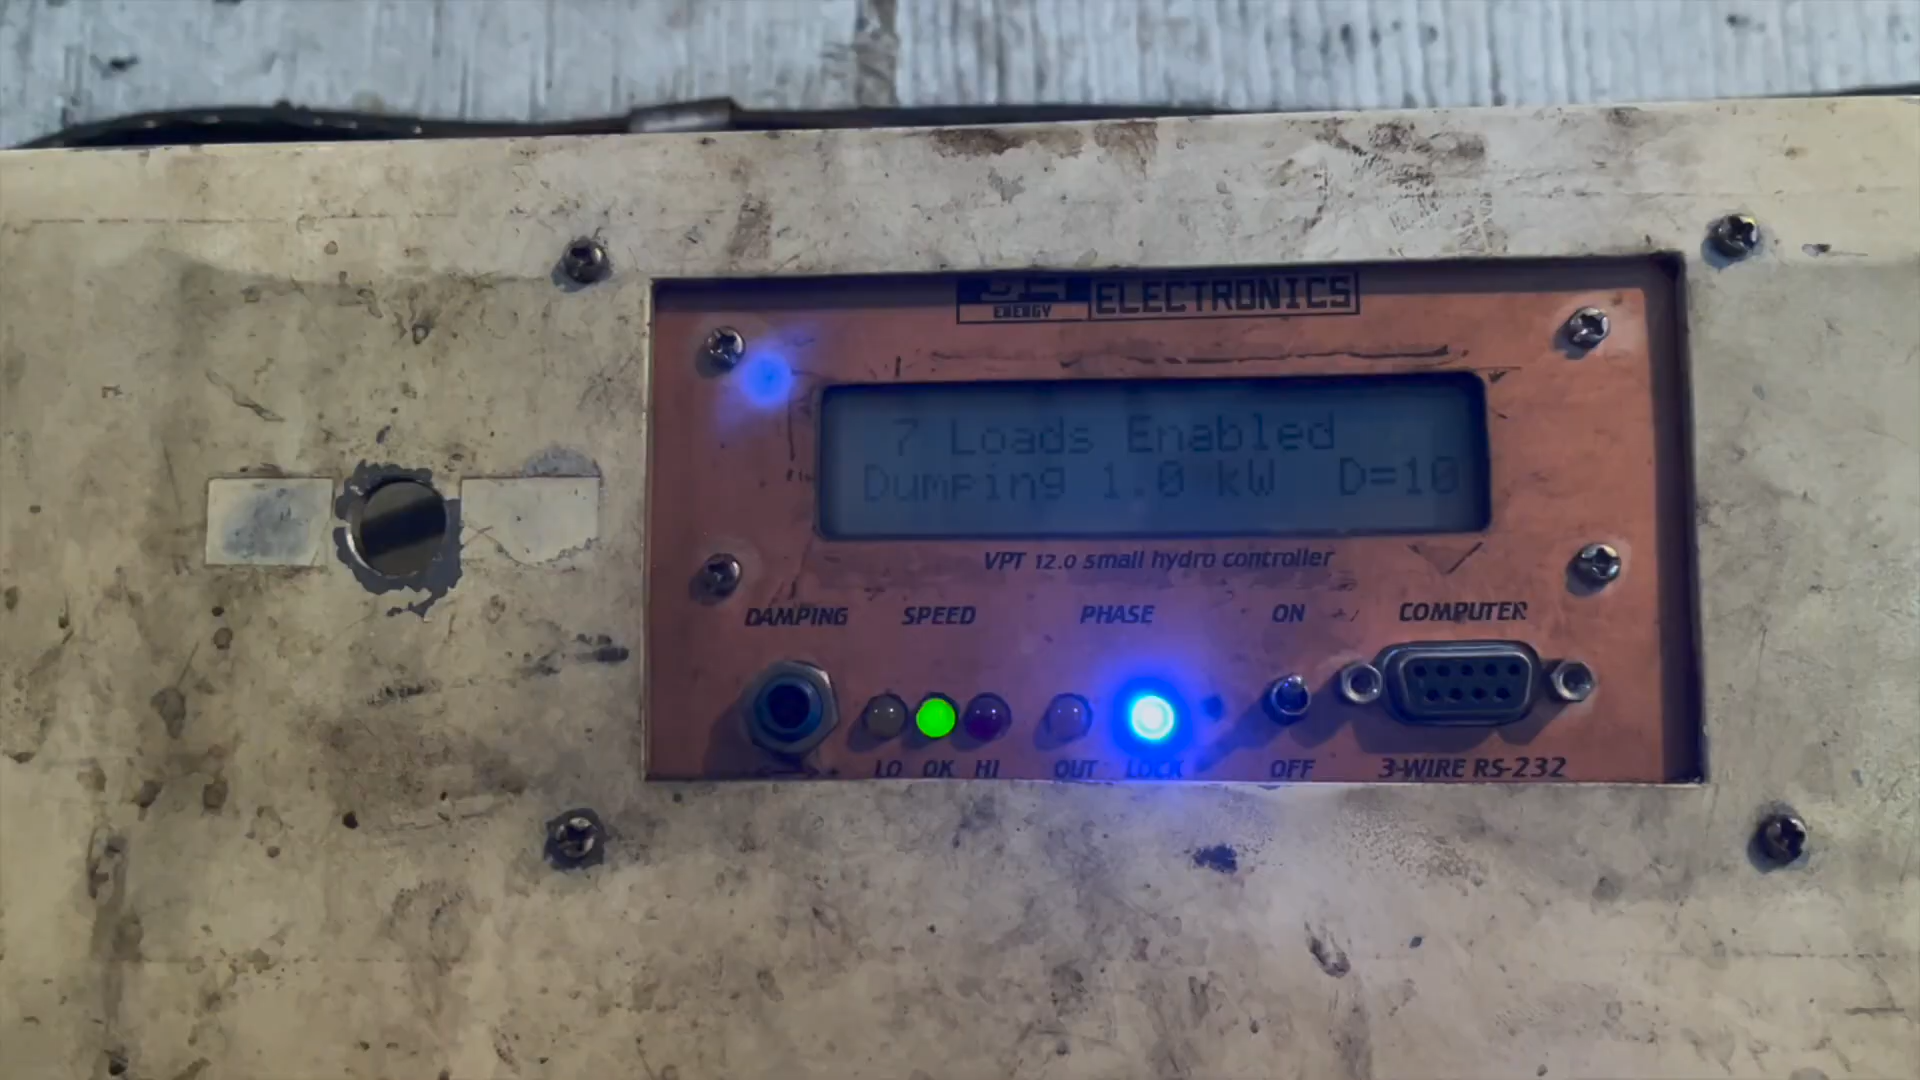 ENERGY
ELECTRONICS
7 Loads Enabled
Dumping 1.0 kW D=10
VPT 12.0 small hydro controller
DAMPING SPEED PHASE ON COMPUTER
LO OK HI OUT LOCK OFF 3-WIRE RS-232